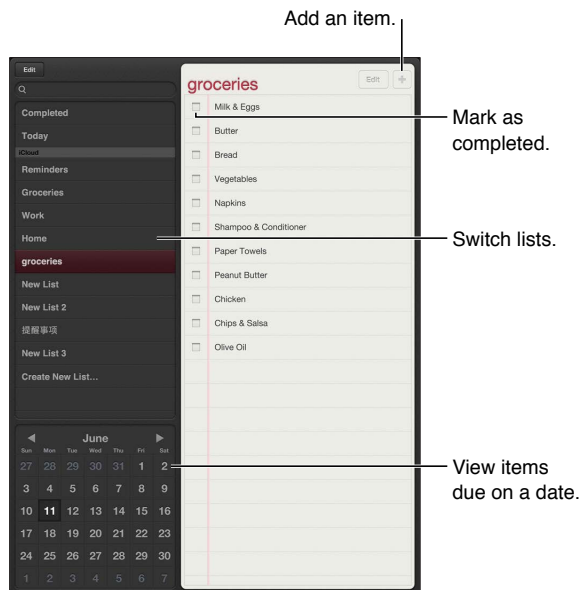 Add an item.
Edit
Completed
Today
iCloud
Reminders
Groceries
Work
Home
groceries
New List
New List 2
提醒事项
New List 3
Create New List...
June
Sun Mon Tue Wed Thu Fri Sat
27 28 29 30 31 1 2
3 4 5 6 7 8 9
10 11 12 13 14 15 16
17 18 19 20 21 22 23
24 25 26 27 28 29 30
1 2 3 4 5 6 7
groceries
Edit +
Milk & Eggs
Butter
Bread
Vegetables
Napkins
Shampoo & Conditioner
Paper Towels
Peanut Butter
Chicken
Chips & Salsa
Olive Oil
Mark as
completed.
Switch lists.
View items
due on a date.